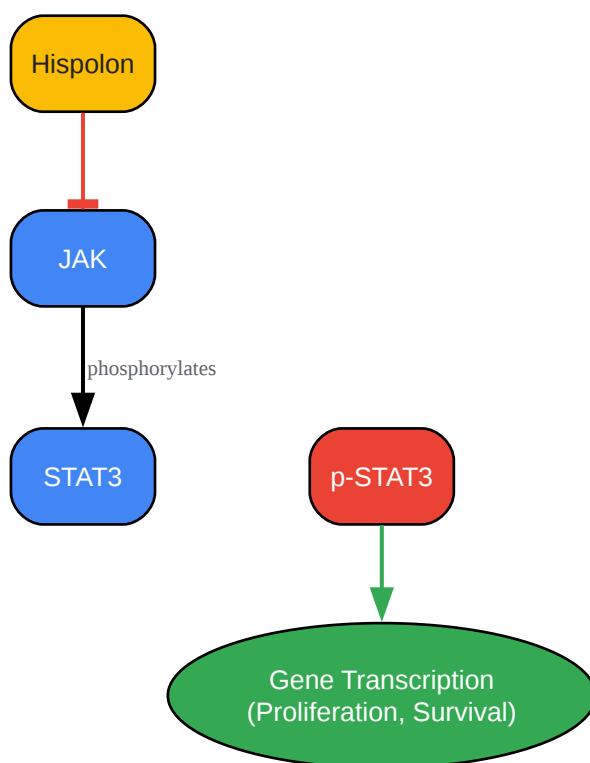 Hispolon
JAK
phosphorylates
STAT3
p-STAT3
Gene Transcription
(Proliferation, Survival)